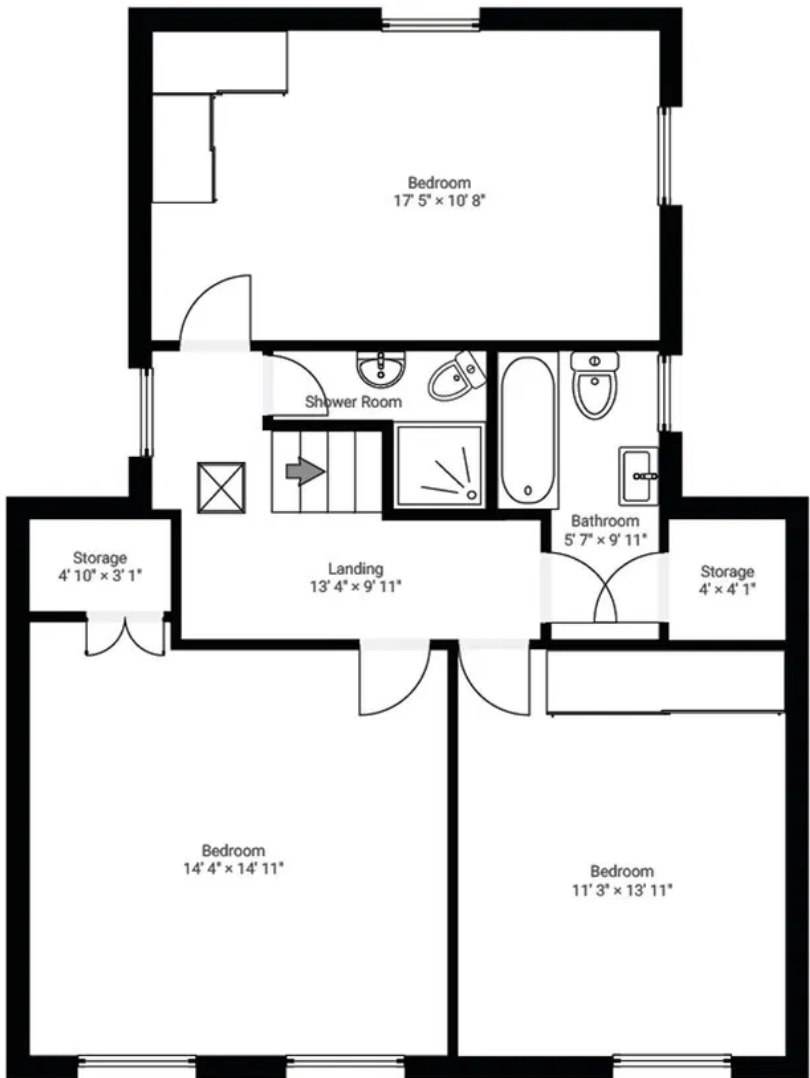 Bedroom
17' 5" × 10' 8"
Shower Room
Bathroom
5' 7" × 9' 11"
Storage
4' 10" × 3' 1"
Landing
13' 4" × 9' 11"
Storage
4' × 4' 1"
Bedroom
14' 4" × 14' 11"
Bedroom
11' 3" × 13' 11"